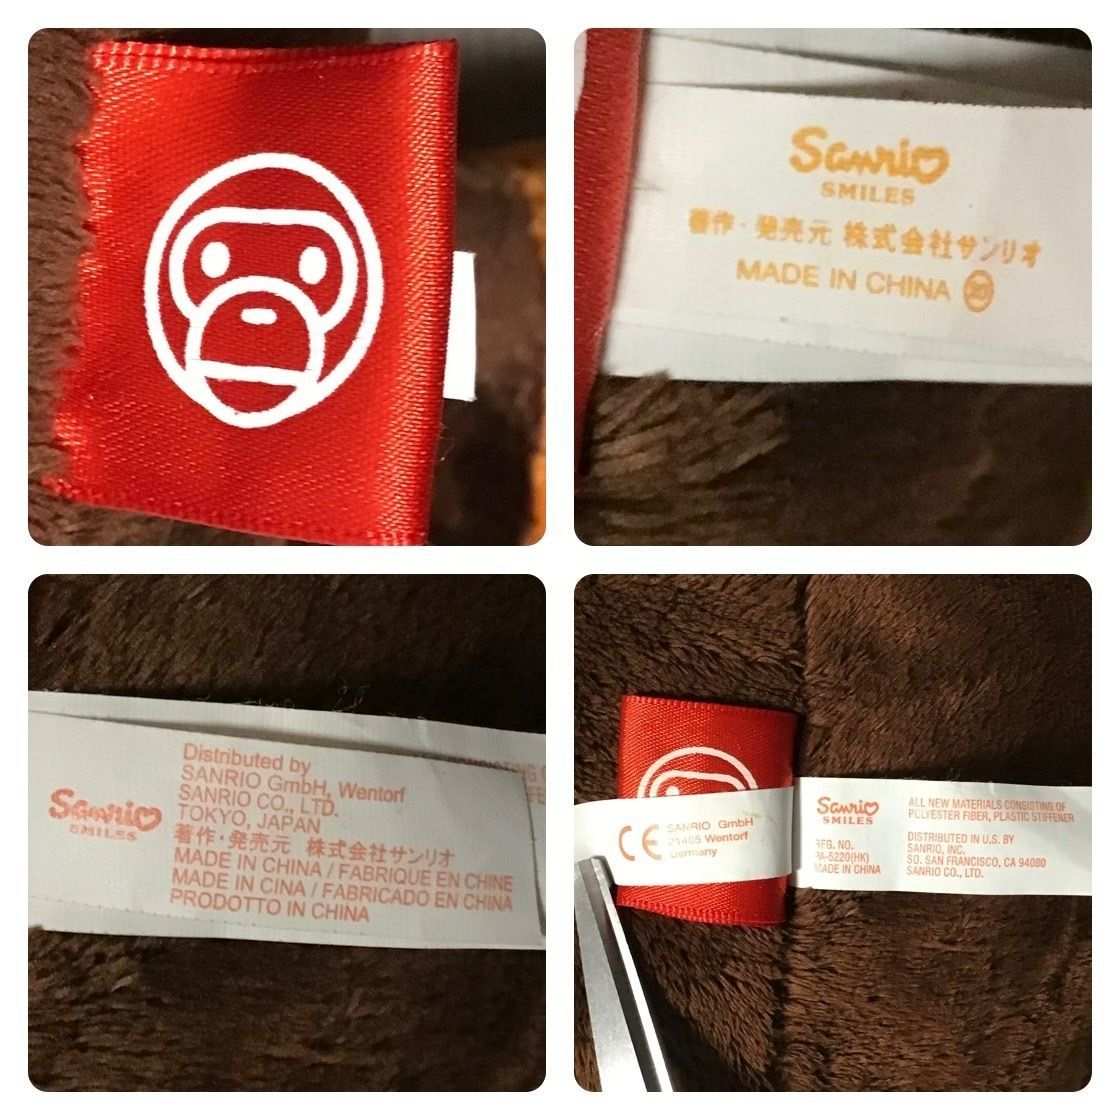 Sanrio
SMILES
著作・発売元 株式会社サンリオ
MADE IN CHINA
Sanrio
SMILES
Distributed by
SANRIO GmbH, Wentorf
SANRIO CO., LTD.
TOKYO, JAPAN
著作・発売元 株式会社サンリオ
MADE IN CHINA / FABRIQUE EN CHINE
MADE IN CINA / FABRICADO EN CHINA
PRODOTTO IN CHINA
CE
SANRIO GmbH
21465 Wentorf
Germany
Sanrio
SMILES
REG. NO.
PA-5220(HK)
MADE IN CHINA
ALL NEW MATERIALS CONSISTING OF
POLYESTER FIBER, PLASTIC STIFFENER
DISTRIBUTED IN U.S. BY
SANRIO, INC.
SO. SAN FRANCISCO, CA 94080
SANRIO CO., LTD.